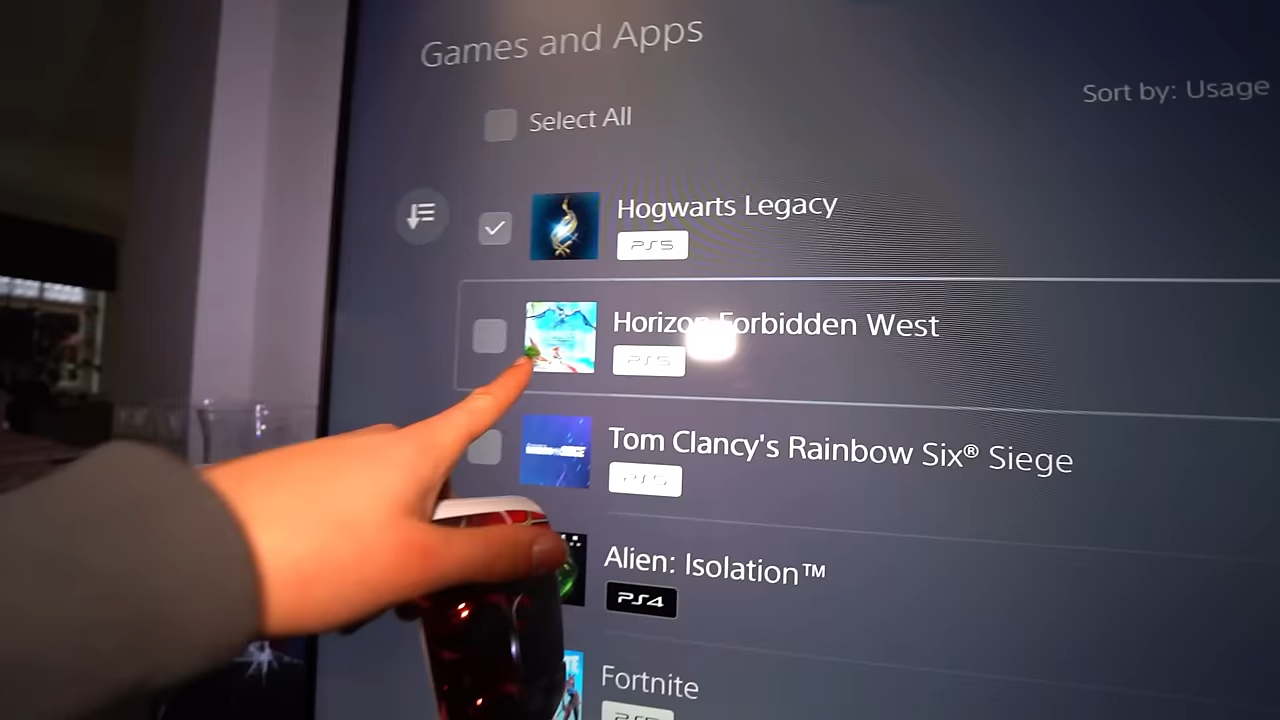 Games and Apps
Sort by: Usage
Select All
Hogwarts Legacy
PS5
Horizon Forbidden West
PS5
Tom Clancy's Rainbow Six® Siege
PS5
Alien: Isolation™
PS4
Fortnite